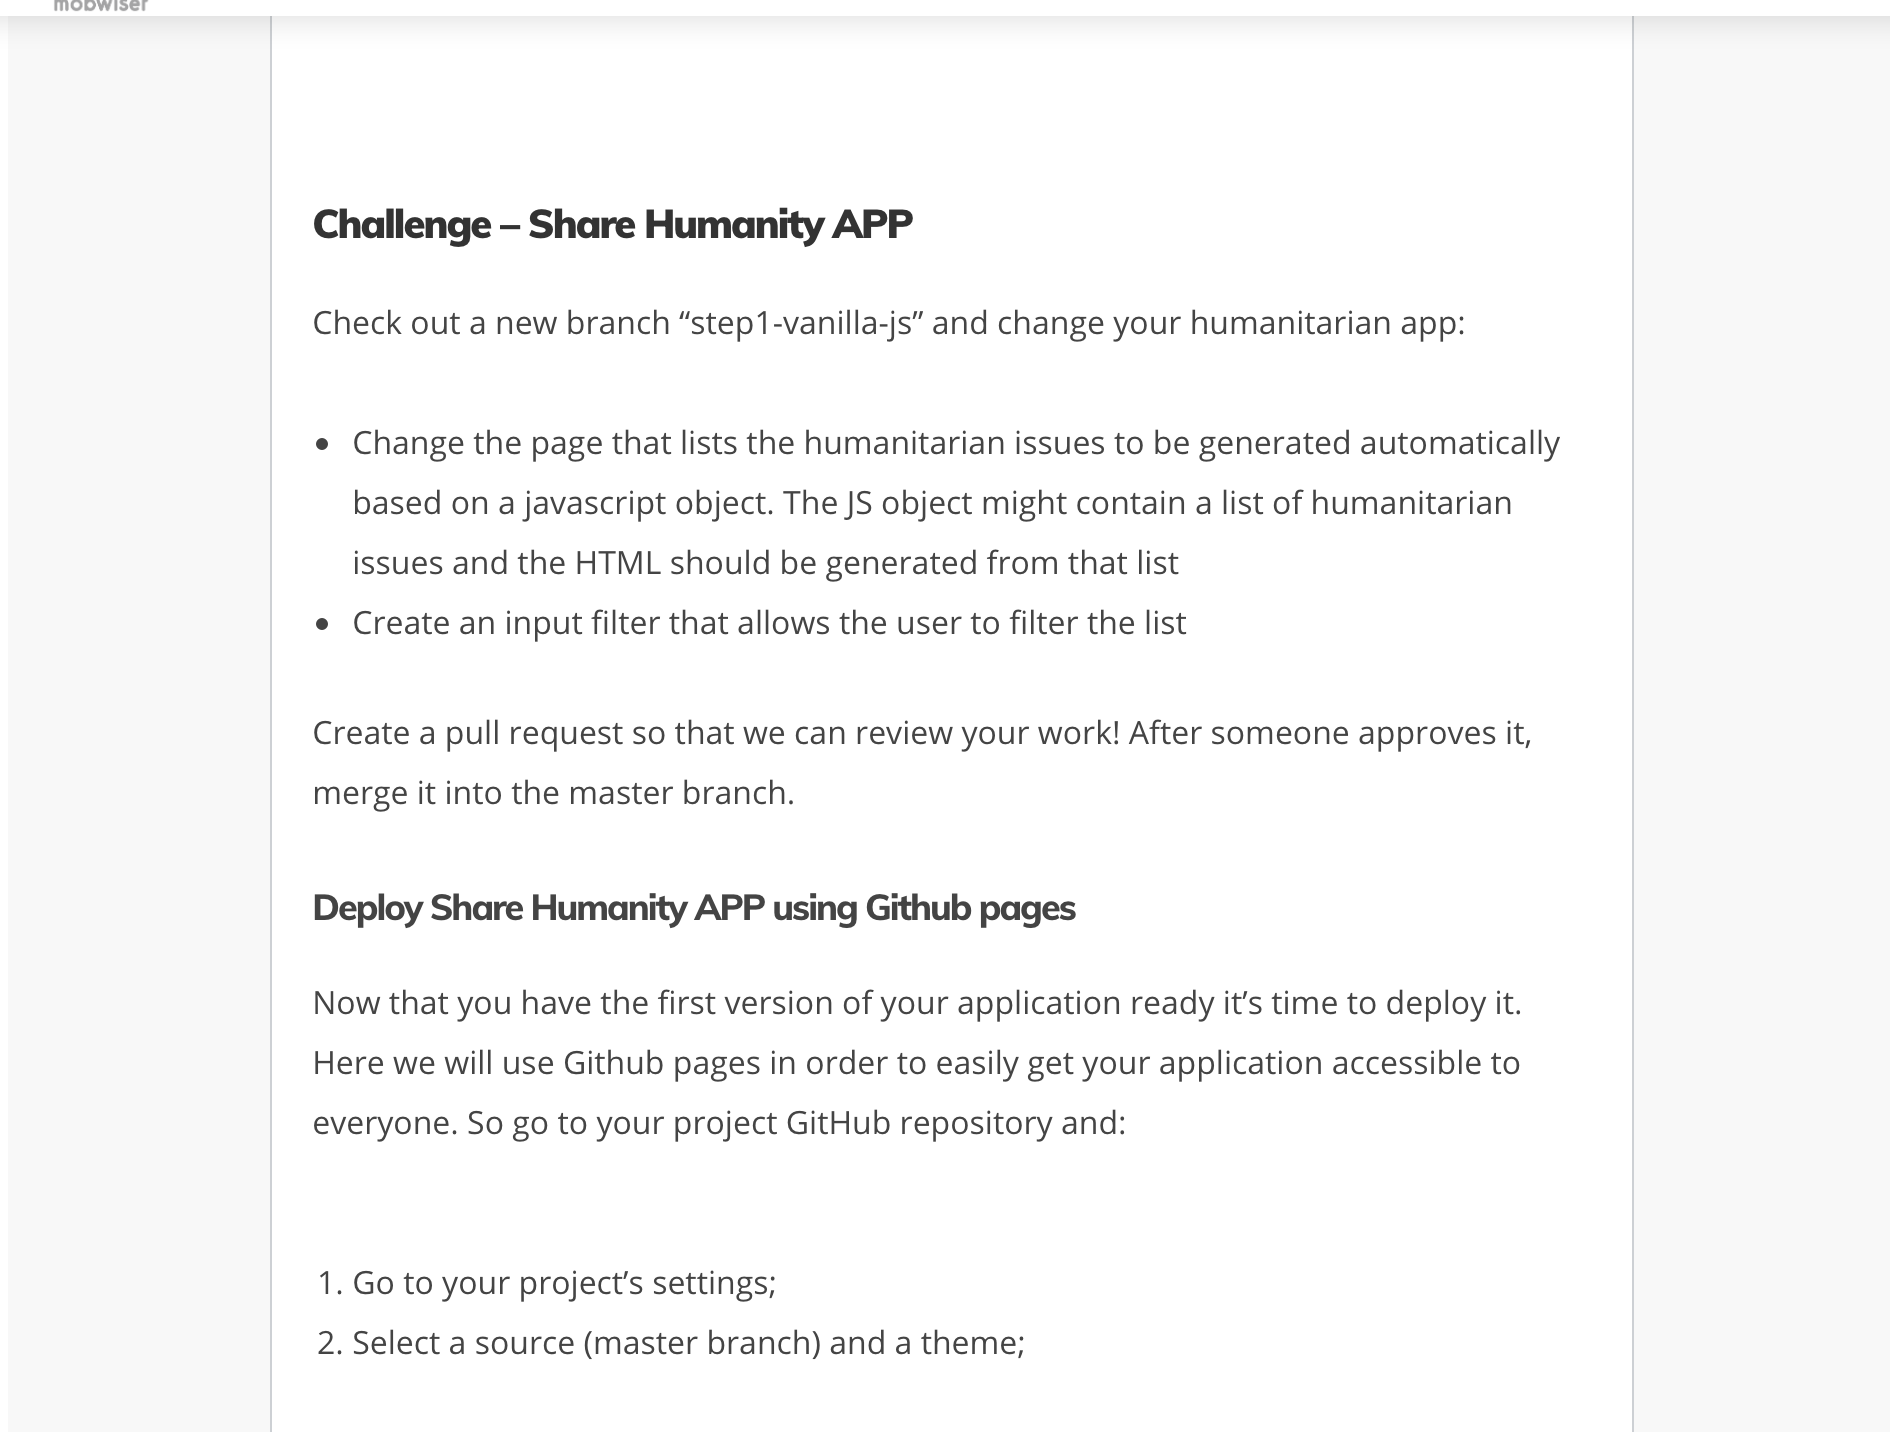 mobwiser
Challenge – Share Humanity APP
Check out a new branch “step1-vanilla-js” and change your humanitarian app:
• Change the page that lists the humanitarian issues to be generated automatically
based on a javascript object. The JS object might contain a list of humanitarian
issues and the HTML should be generated from that list
• Create an input filter that allows the user to filter the list
Create a pull request so that we can review your work! After someone approves it,
merge it into the master branch.
Deploy Share Humanity APP using Github pages
Now that you have the first version of your application ready it’s time to deploy it.
Here we will use Github pages in order to easily get your application accessible to
everyone. So go to your project GitHub repository and:
1. Go to your project’s settings;
2. Select a source (master branch) and a theme;